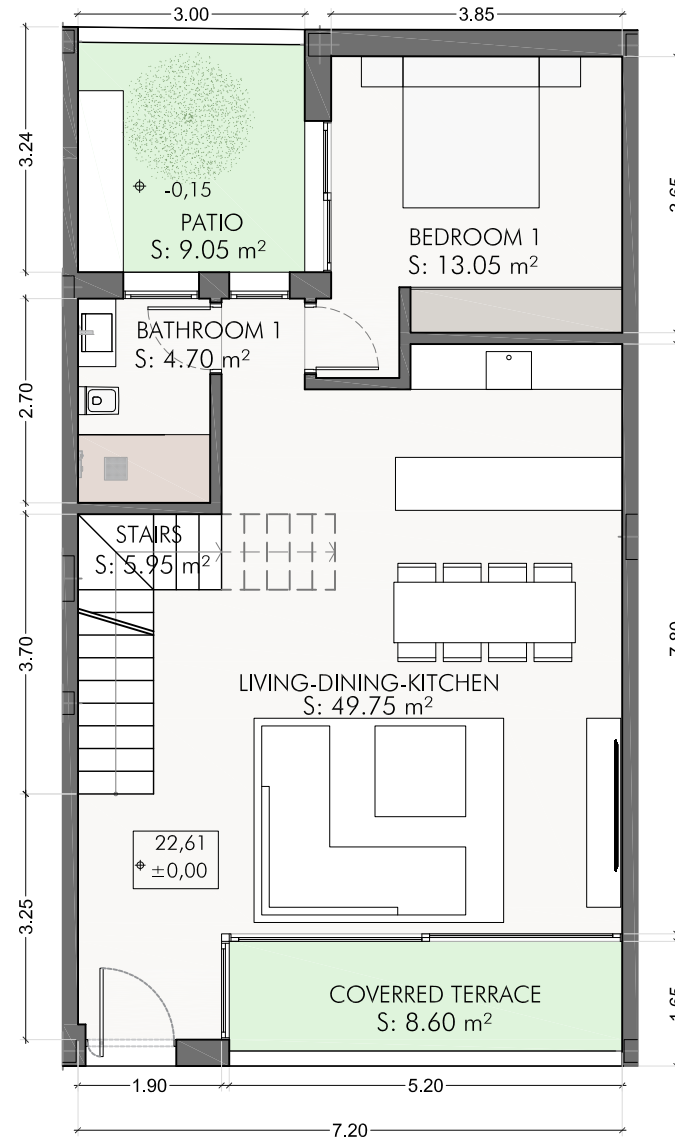 3.00
3.85
3.24
-0,15
PATIO
S: 9.05 m²
BEDROOM 1
S: 13.05 m²
BATHROOM 1
S: 4.70 m²
2.70
STAIRS
S: 5.95 m²
3.70
LIVING-DINING-KITCHEN
S: 49.75 m²
22,61
±0,00
3.25
COVERRED TERRACE
S: 8.60 m²
1.90
5.20
7.20